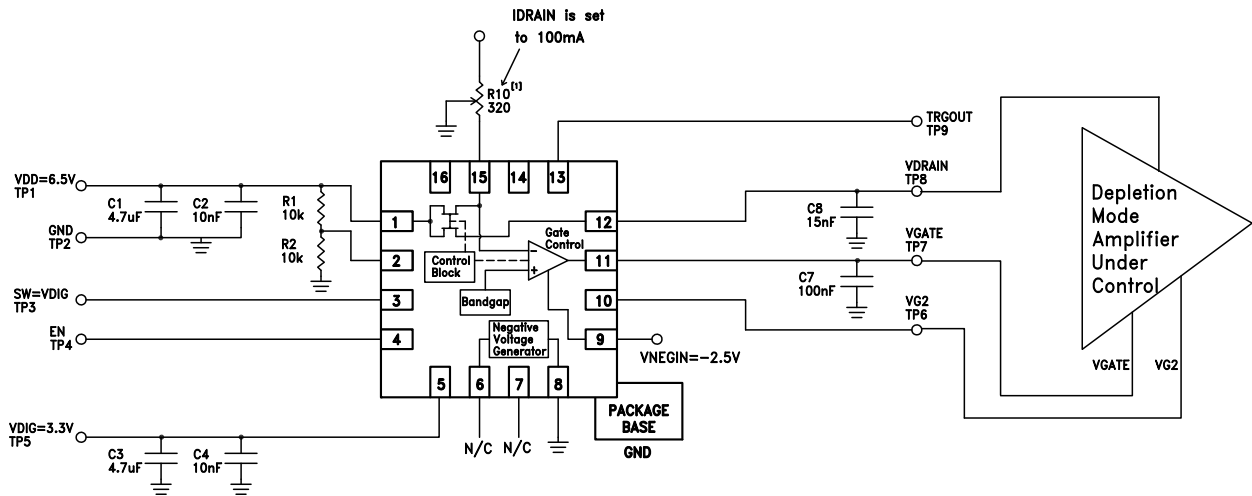 IDRAIN is set
to 100mA
R10[1]
320
TRGOUT
TP9
VDD=6.5V
TP1
C1
4.7uF
C2
10nF
R1
10k
R2
10k
GND
TP2
SW=VDIG
TP3
EN
TP4
VDIG=3.3V
TP5
C3
4.7uF
C4
10nF
16
15
14
13
1
2
3
4
5
6
7
8
12
11
10
9
Gate
Control
Control
Block
Bandgap
Negative
Voltage
Generator
−
+
N/C
N/C
VNEGIN=−2.5V
PACKAGE
BASE
GND
VDRAIN
TP8
C8
15nF
VGATE
TP7
C7
100nF
VG2
TP6
Depletion
Mode
Amplifier
Under
Control
VGATE
VG2